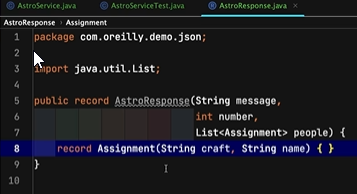 AstroService.java AstroServiceTest.java AstroResponse.java
AstroResponse > Assignment
1 package com.oreilly.demo.json;
2
3 import java.util.List;
4
5 public record AstroResponse(String message,
6 int number,
7 List<Assignment> people) {
8 record Assignment(String craft, String name) { }
9 }
10